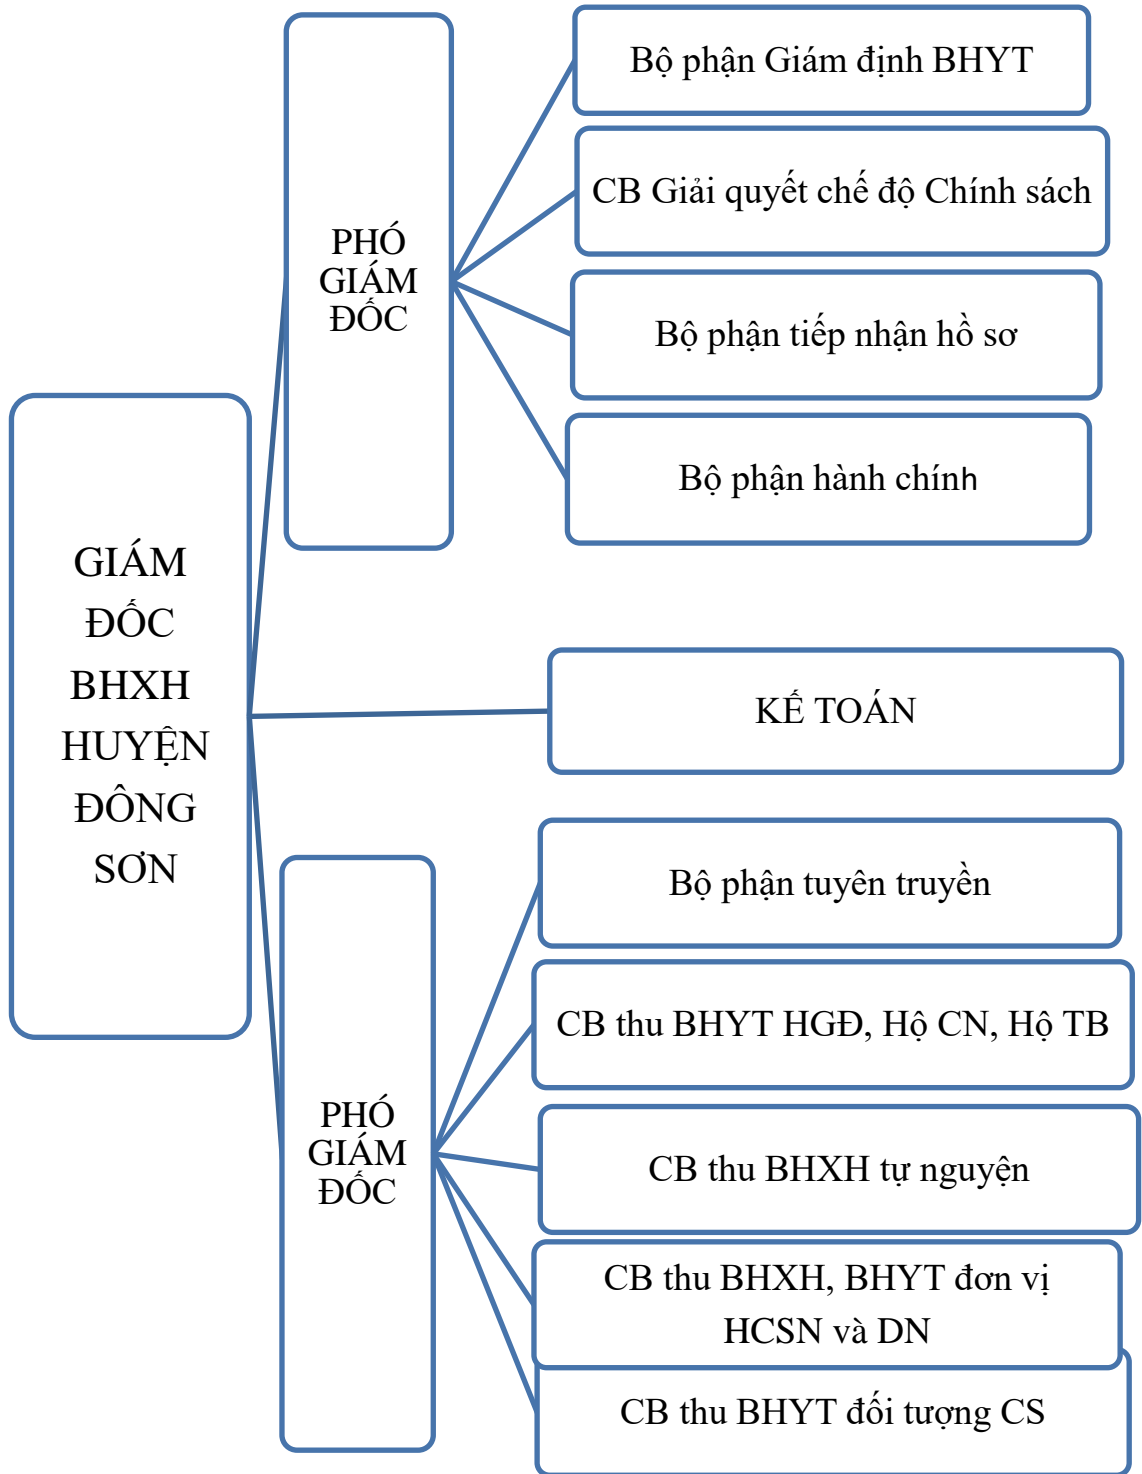 GIÁM
ĐỐC
BHXH
HUYỆN
ĐÔNG
SƠN
PHÓ
GIÁM
ĐỐC
Bộ phận Giám định BHYT
CB Giải quyết chế độ Chính sách
Bộ phận tiếp nhận hồ sơ
Bộ phận hành chính
KẾ TOÁN
PHÓ
GIÁM
ĐỐC
Bộ phận tuyên truyền
CB thu BHYT HGĐ, Hộ CN, Hộ TB
CB thu BHXH tự nguyện
CB thu BHXH, BHYT đơn vị
HCSN và DN
CB thu BHYT đối tượng CS